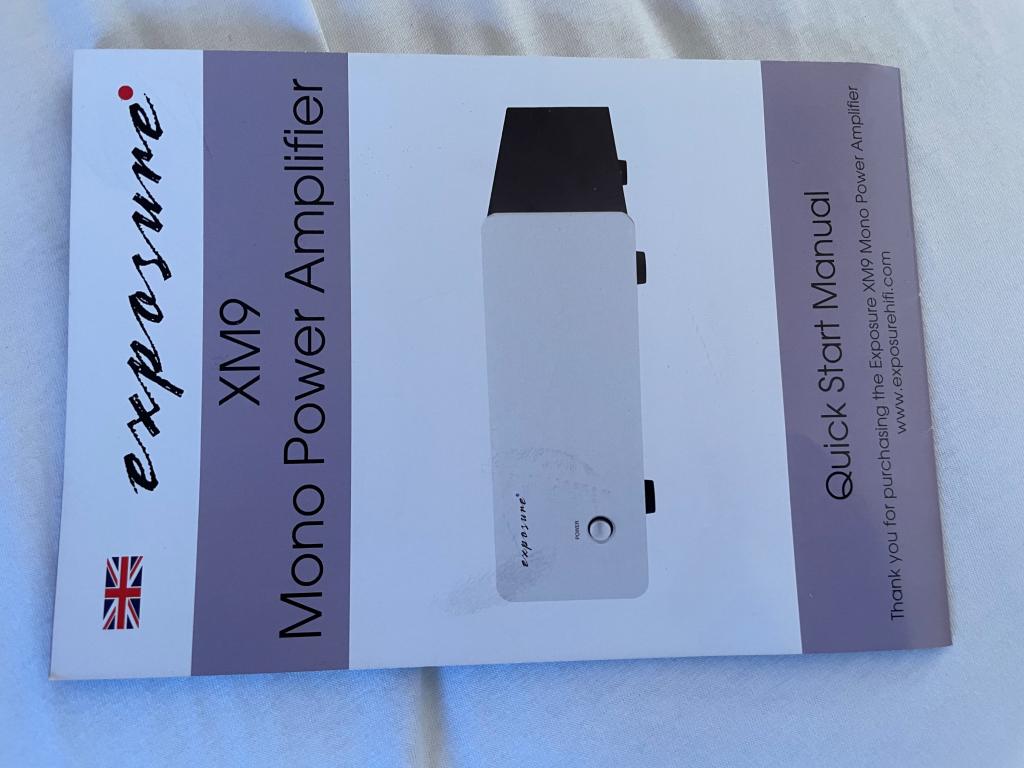 exposure
XM9
Mono Power Amplifier
exposure
POWER
Quick Start Manual
Thank you for purchasing the Exposure XM9 Mono Power Amplifier
www.exposurehifi.com